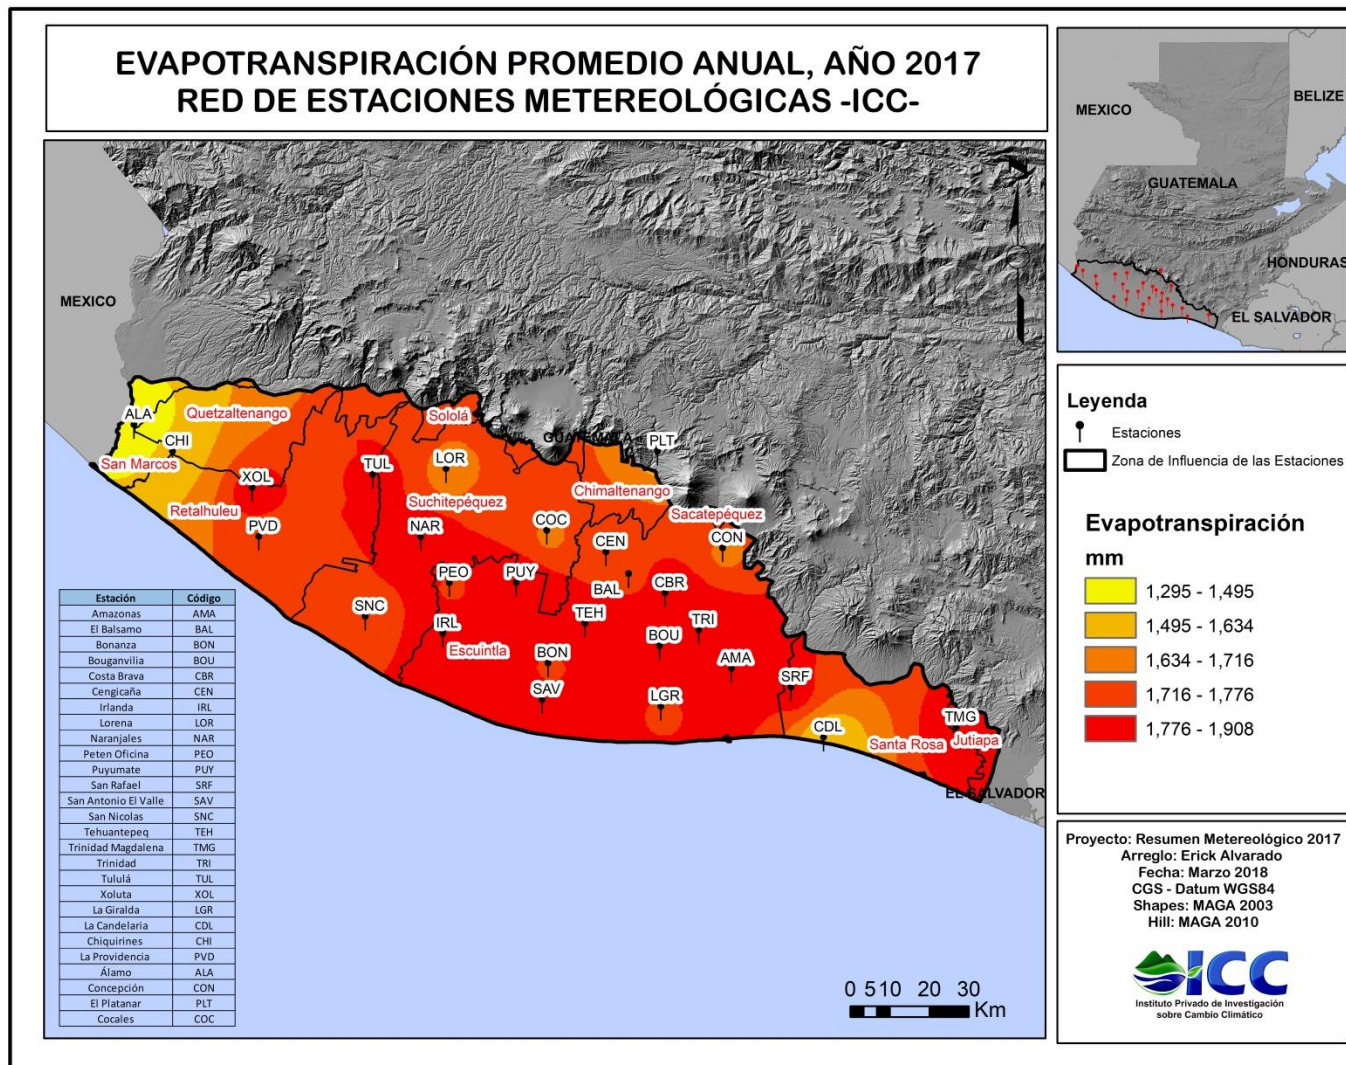 EVAPOTRANSPIRACIÓN PROMEDIO ANUAL, AÑO 2017
RED DE ESTACIONES METEREOLÓGICAS -ICC-
MEXICO
BELIZE
GUATEMALA
HONDURAS
EL SALVADOR
MEXICO
GUATEMALA
EL SALVADOR
Quetzaltenango
San Marcos
Retalhuleu
Sololá
Suchitepéquez
Chimaltenango
Sacatepéquez
Escuintla
Santa Rosa
Jutiapa
ALA
CHI
XOL
PVD
TUL
LOR
NAR
COC
PLT
CEN
CON
PEO
PUY
BAL
CBR
SNC
IRL
TEH
TRI
BOU
BON
AMA
SAV
LGR
SRF
CDL
TMG
Estación Código
Amazonas AMA
El Balsamo BAL
Bonanza BON
Bouganvilia BOU
Costa Brava CBR
Cengicaña CEN
Irlanda IRL
Lorena LOR
Naranjales NAR
Peten Oficina PEO
Puyumate PUY
San Rafael SRF
San Antonio El Valle SAV
San Nicolas SNC
Tehuantepeq TEH
Trinidad Magdalena TMG
Trinidad TRI
Tululá TUL
Xoluta XOL
La Giralda LGR
La Candelaria CDL
Chiquirines CHI
La Providencia PVD
Álamo ALA
Concepción CON
El Platanar PLT
Cocales COC
0 5 10 20 30
Km
Leyenda
Estaciones
Zona de Influencia de las Estaciones
Evapotranspiración
mm
1,295 - 1,495
1,495 - 1,634
1,634 - 1,716
1,716 - 1,776
1,776 - 1,908
Proyecto: Resumen Metereológico 2017
Arreglo: Erick Alvarado
Fecha: Marzo 2018
CGS - Datum WGS84
Shapes: MAGA 2003
Hill: MAGA 2010
ICC
Instituto Privado de Investigación
sobre Cambio Climático